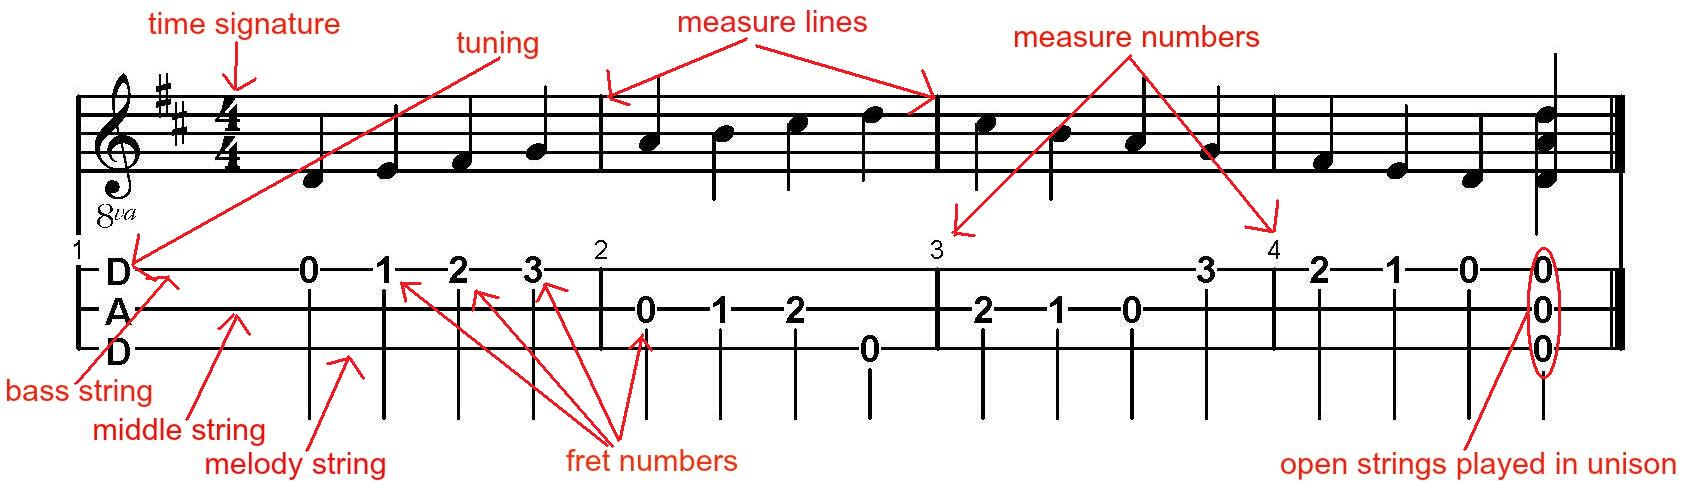 time signature
tuning
measure lines
measure numbers
4
4
8va
1 2 3 4
D 0 1 2 3 3 2 1 0 0
A 0 1 2 2 1 0 0
D 0 0
bass string
middle string
melody string
fret numbers
open strings played in unison